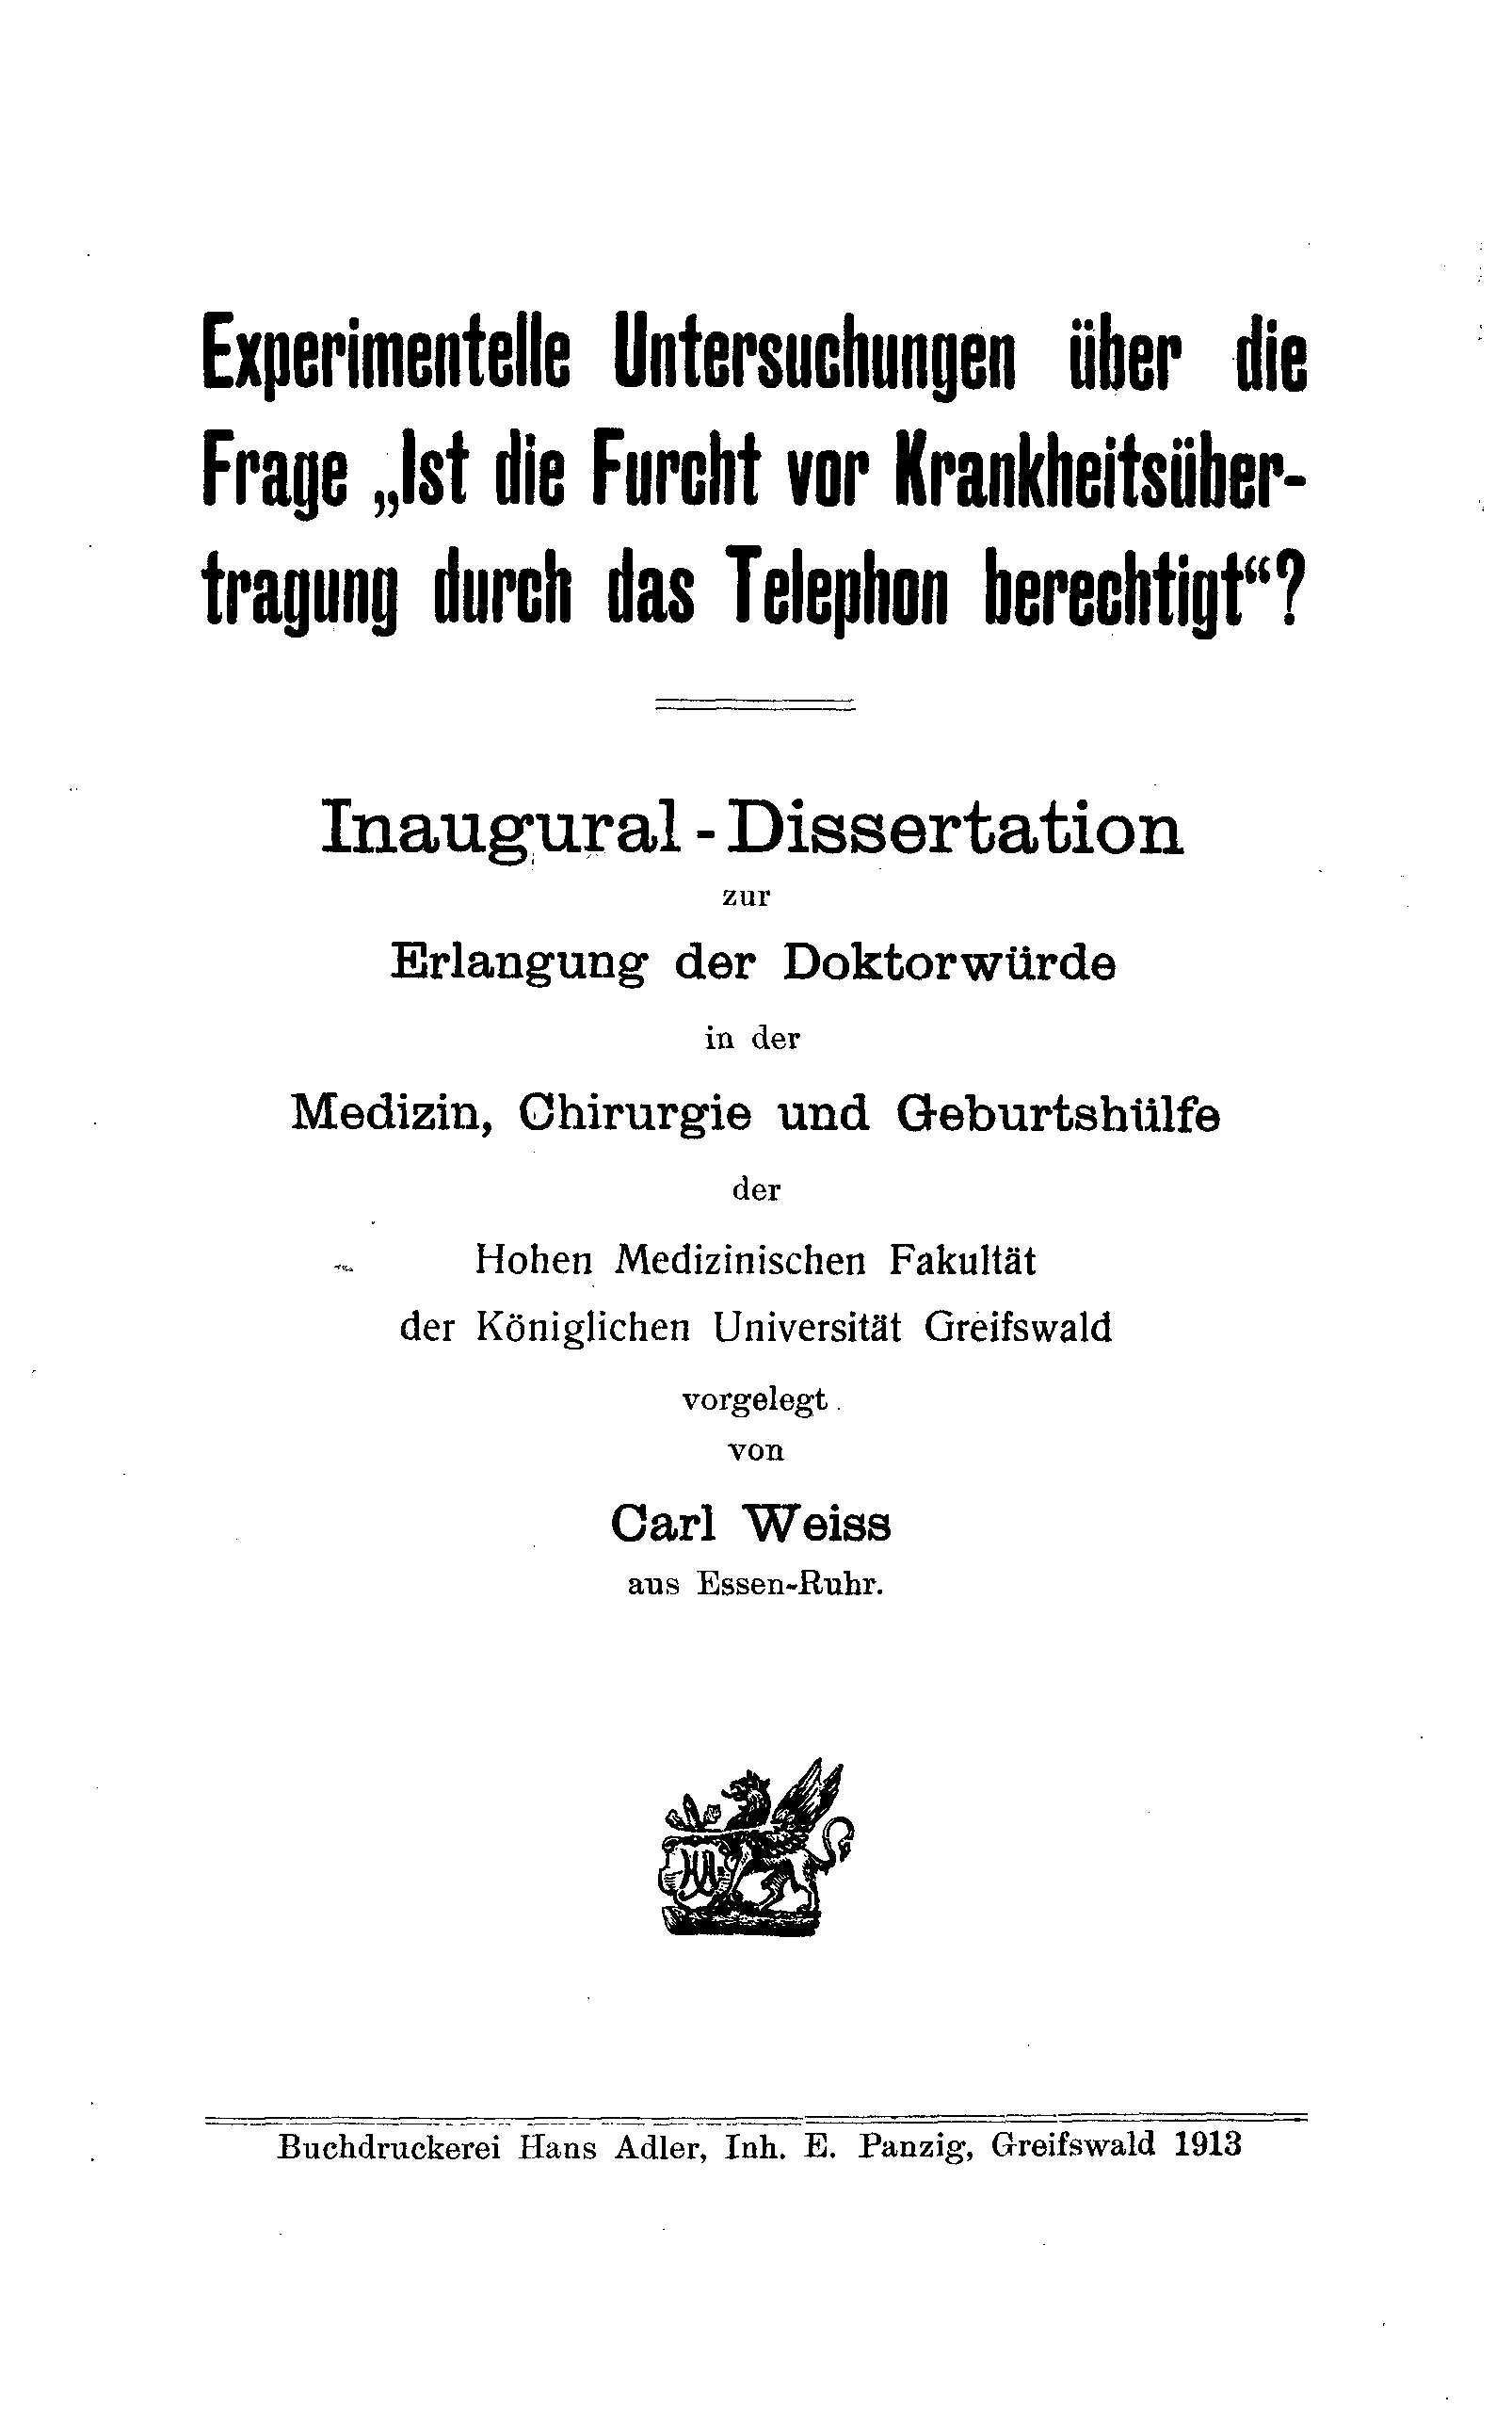 Experimentelle Untersuchungen über die
Frage „Ist die Furcht vor Krankheitsüber-
tragung durch das Telephon berechtigt“?
Inaugural-Dissertation
zur
Erlangung der Doktorwürde
in der
Medizin, Chirurgie und Geburtshülfe
der
Hohen Medizinischen Fakultät
der Königlichen Universität Greifswald
vorgelegt
von
Carl Weiss
aus Essen-Ruhr.
Buchdruckerei Hans Adler, Inh. E. Panzig, Greifswald 1913